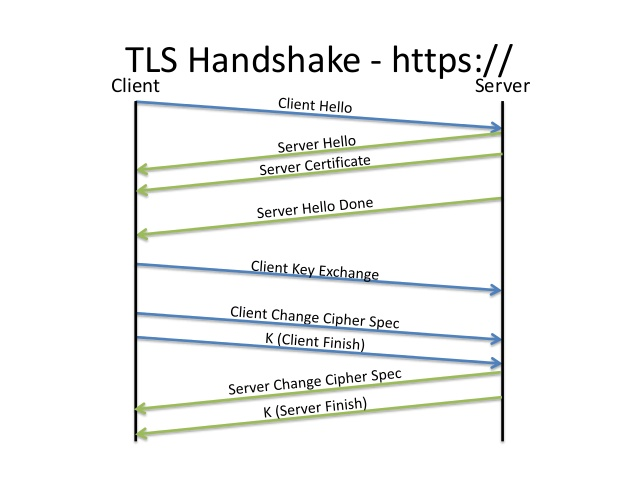 TLS Handshake - https://
Client
Server
Client Hello
Server Hello
Server Certificate
Server Hello Done
Client Key Exchange
Client Change Cipher Spec
K (Client Finish)
Server Change Cipher Spec
K (Server Finish)